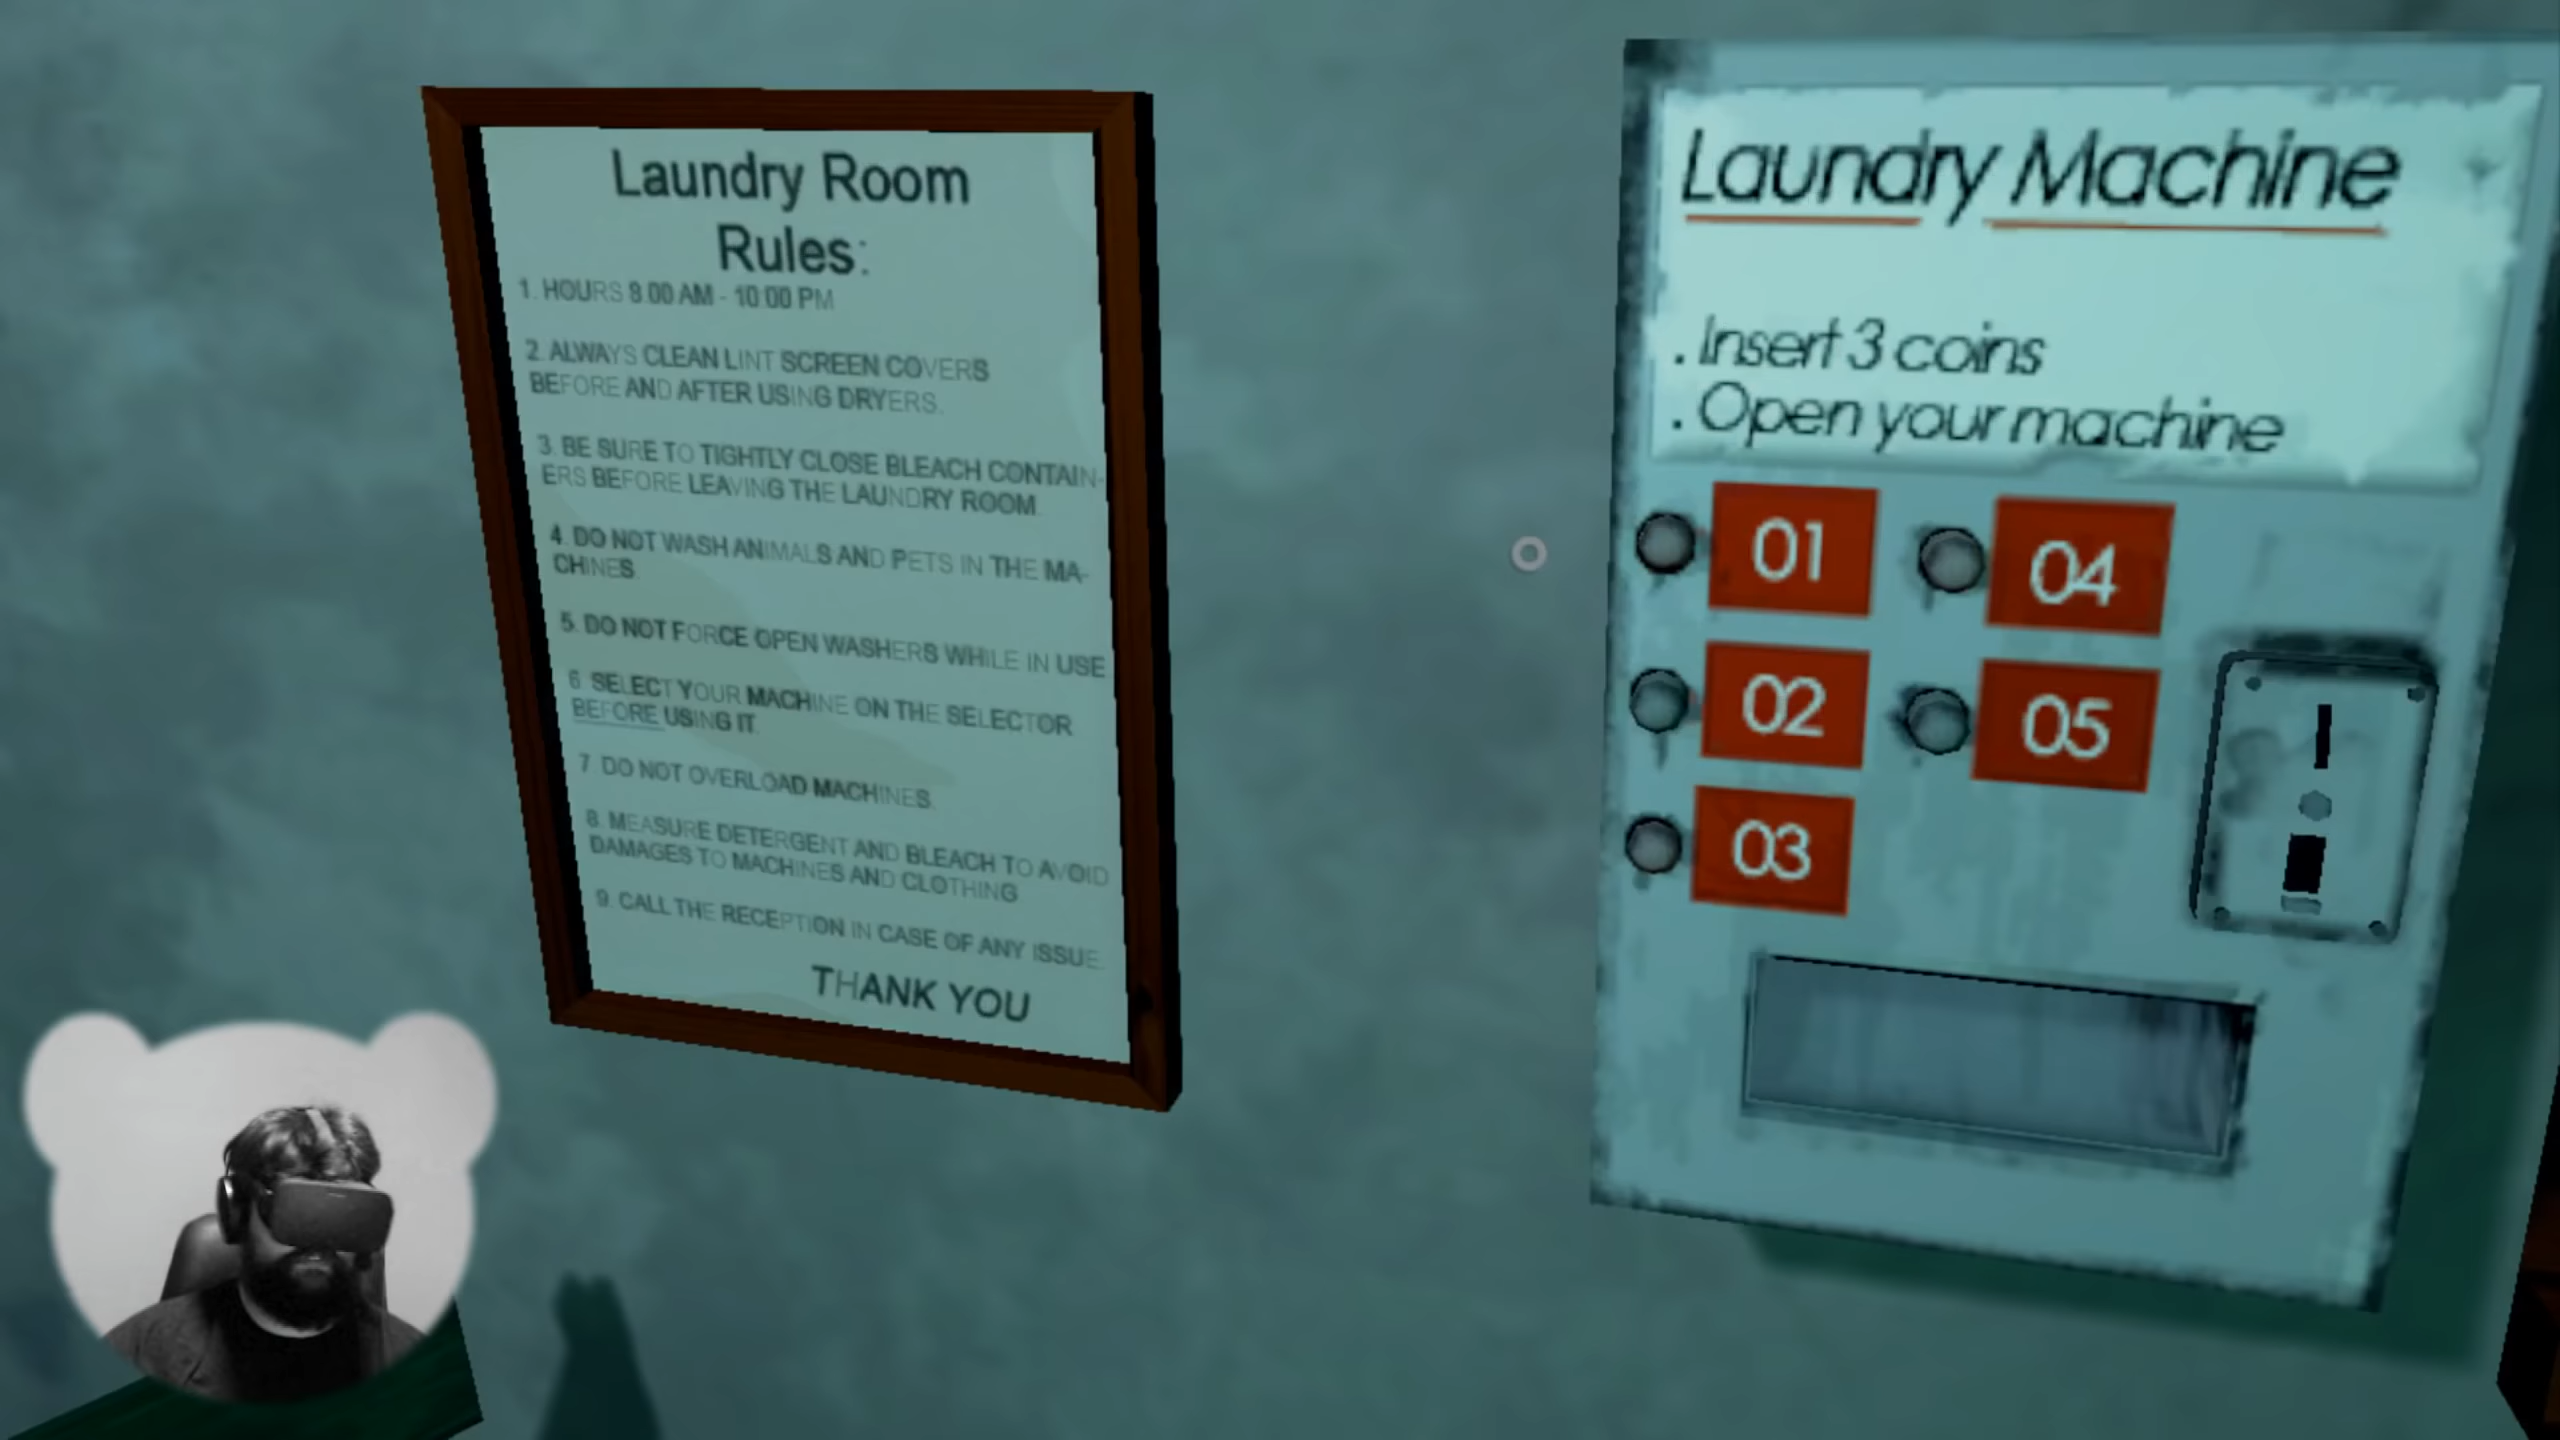 Laundry Room
Rules:
1. HOURS 8.00 AM - 10:00 PM
2. ALWAYS CLEAN LINT SCREEN COVERS
BEFORE AND AFTER USING DRYERS.
3. BE SURE TO TIGHTLY CLOSE BLEACH CONTAIN-
ERS BEFORE LEAVING THE LAUNDRY ROOM.
4. DO NOT WASH ANIMALS AND PETS IN THE MA-
CHINES.
5. DO NOT FORCE OPEN WASHERS WHILE IN USE
6. SELECT YOUR MACHINE ON THE SELECTOR
BEFORE USING IT.
7. DO NOT OVERLOAD MACHINES.
8. MEASURE DETERGENT AND BLEACH TO AVOID
DAMAGES TO MACHINES AND CLOTHING
9. CALL THE RECEPTION IN CASE OF ANY ISSUE.
THANK YOU
Laundry Machine
. Insert 3 coins
. Open your machine
01
04
02
05
03